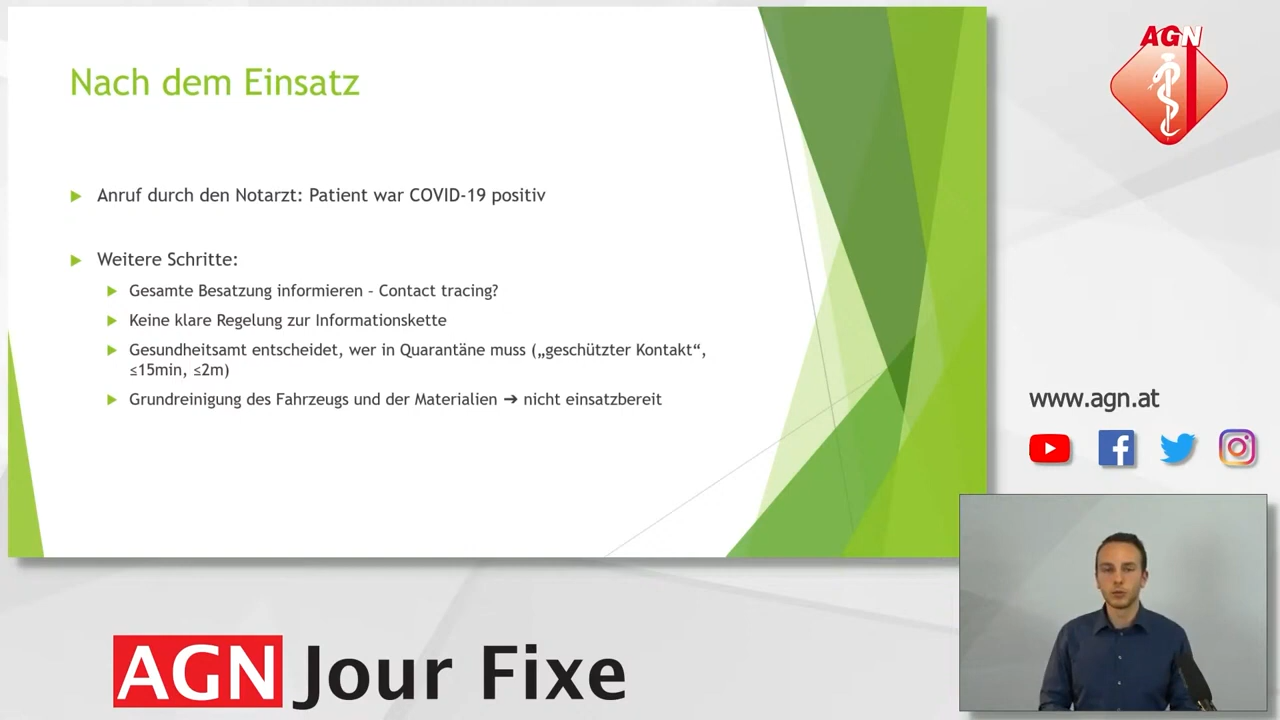 Nach dem Einsatz
Anruf durch den Notarzt: Patient war COVID-19 positiv
Weitere Schritte:
Gesamte Besatzung informieren – Contact tracing?
Keine klare Regelung zur Informationskette
Gesundheitsamt entscheidet, wer in Quarantäne muss („geschützter Kontakt“,
≤15min, ≤2m)
Grundreinigung des Fahrzeugs und der Materialien ➔ nicht einsatzbereit
AGN
www.agn.at
AGN Jour Fixe